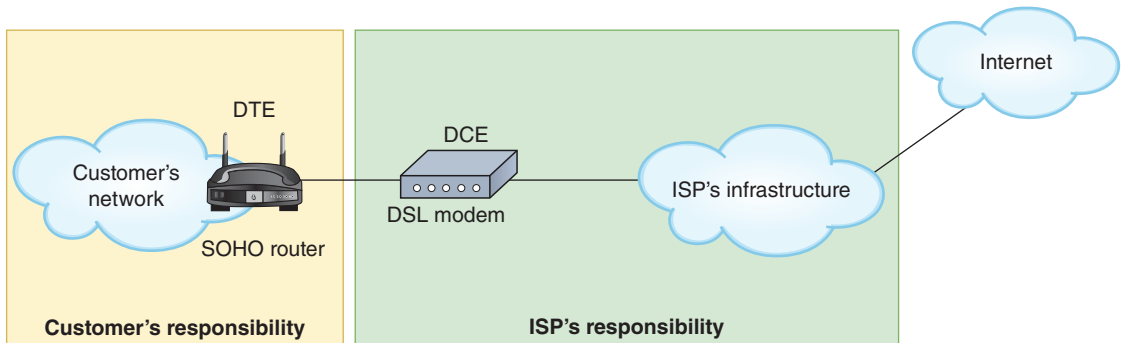 Internet
DTE
DCE
Customer's
network
ISP's infrastructure
DSL modem
SOHO router
Customer's responsibility
ISP's responsibility